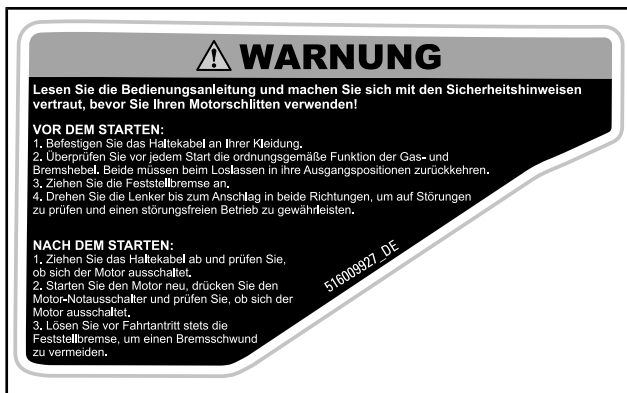 WARNUNG
Lesen Sie die Bedienungsanleitung und machen Sie sich mit den Sicherheitshinweisen
vertraut, bevor Sie Ihren Motorschlitten verwenden!
VOR DEM STARTEN:
1. Befestigen Sie das Haltekabel an Ihrer Kleidung.
2. Überprüfen Sie vor jedem Start die ordnungsgemäße Funktion der Gas- und
Bremshebel. Beide müssen beim Loslassen in ihre Ausgangspositionen zurückkehren.
3. Ziehen Sie die Feststellbremse an.
4. Drehen Sie die Lenker bis zum Anschlag in beide Richtungen, um auf Störungen
zu prüfen und einen störungsfreien Betrieb zu gewährleisten.
NACH DEM STARTEN:
1. Ziehen Sie das Haltekabel ab und prüfen Sie,
ob sich der Motor ausschaltet.
2. Starten Sie den Motor neu, drücken Sie den
Motor-Notausschalter und prüfen Sie, ob sich der
Motor ausschaltet.
3. Lösen Sie vor Fahrtantritt stets die
Feststellbremse, um einen Bremsschwund
zu vermeiden.
516009927_DE